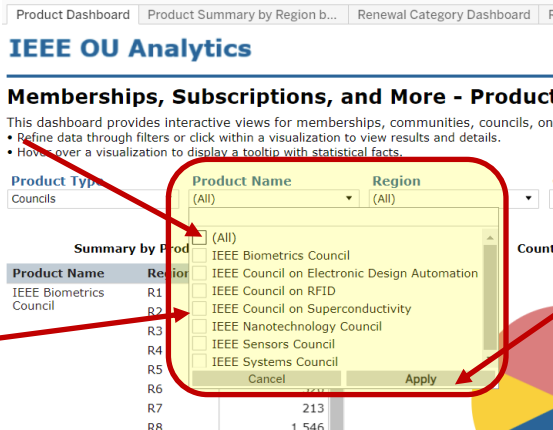 Product Dashboard Product Summary by Region b... Renewal Category Dashboard
IEEE OU Analytics
Memberships, Subscriptions, and More - Product
This dashboard provides interactive views for memberships, communities, councils, on
• Refine data through filters or click within a visualization to view results and details.
• Hover over a visualization to display a tooltip with statistical facts.
Product Type Product Name Region
Councils (All) (All)
(All)
Summary by Prod Count
IEEE Biometrics Council
Product Name Region
IEEE Council on Electronic Design Automation
IEEE Biometrics Council R1
IEEE Council on RFID
R2
IEEE Council on Superconductivity
R3
IEEE Nanotechnology Council
R4
IEEE Sensors Council
R5
IEEE Systems Council
Cancel Apply
R6
R7 213
R8 1,546